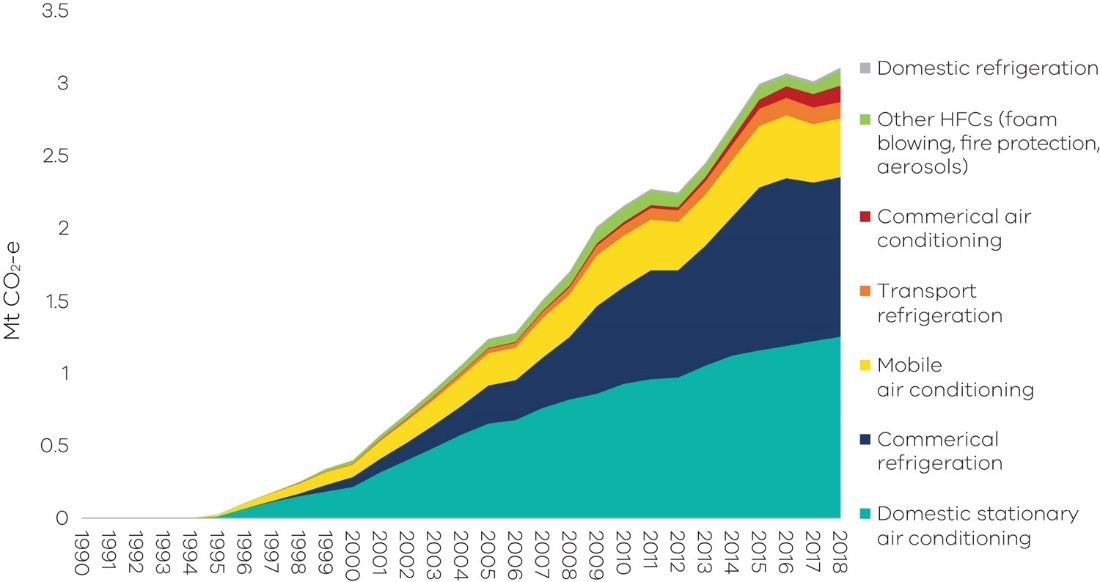 3.5
3
2.5
2
1.5
1
0.5
0
Mt CO₂-e
1990
1991
1992
1993
1994
1995
1996
1997
1998
1999
2000
2001
2002
2003
2004
2005
2006
2007
2008
2009
2010
2011
2012
2013
2014
2015
2016
2017
2018
Domestic refrigeration
Other HFCs (foam
blowing, fire protection,
aerosols)
Commerical air
conditioning
Transport
refrigeration
Mobile
air conditioning
Commerical
refrigeration
Domestic stationary
air conditioning